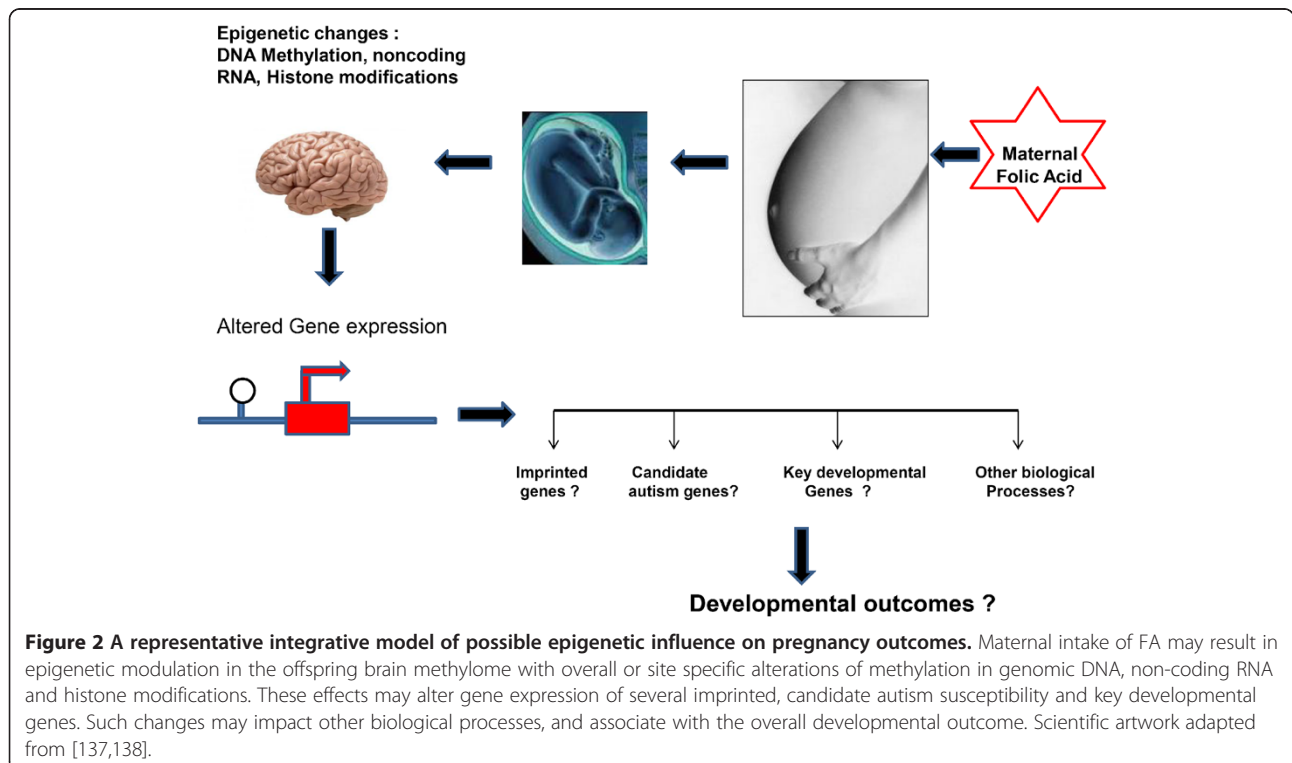 Epigenetic changes :
DNA Methylation, noncoding
RNA, Histone modifications
Maternal
Folic Acid
Altered Gene expression
Imprinted
genes ?
Candidate
autism genes?
Key developmental
Genes ?
Other biological
Processes?
Developmental outcomes ?
Figure 2 A representative integrative model of possible epigenetic influence on pregnancy outcomes. Maternal intake of FA may result in
epigenetic modulation in the offspring brain methylome with overall or site specific alterations of methylation in genomic DNA, non-coding RNA
and histone modifications. These effects may alter gene expression of several imprinted, candidate autism susceptibility and key developmental
genes. Such changes may impact other biological processes, and associate with the overall developmental outcome. Scientific artwork adapted
from [137,138].